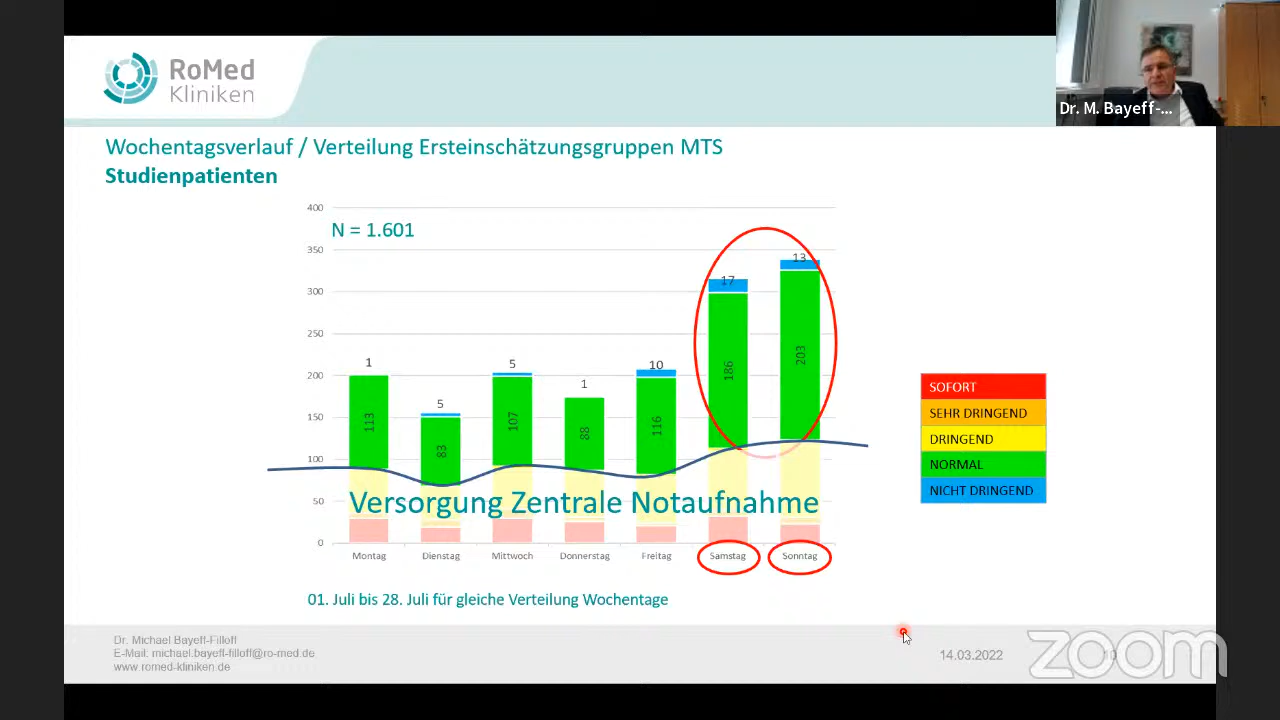 RoMed
Kliniken
Dr. M. Bayeff-...
Wochentagsverlauf / Verteilung Ersteinschätzungsgruppen MTS
Studienpatienten
N = 1.601
400
350
300
250
200
150
100
50
0
1
113
5
83
5
107
1
88
10
116
17
186
13
203
Versorgung Zentrale Notaufnahme
Montag
Dienstag
Mittwoch
Donnerstag
Freitag
Samstag
Sonntag
SOFORT
SEHR DRINGEND
DRINGEND
NORMAL
NICHT DRINGEND
01. Juli bis 28. Juli für gleiche Verteilung Wochentage
Dr. Michael Bayeff-Filloff
E-Mail: michael.bayeff-filloff@ro-med.de
www.romed-kliniken.de
14.03.2022
10
zoom